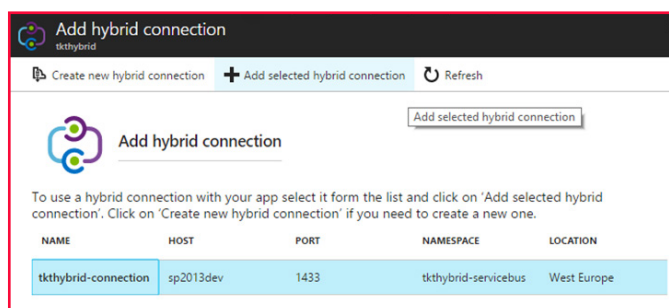 Add hybrid connection
tkthybrid
Create new hybrid connection Add selected hybrid connection Refresh
Add selected hybrid connection
Add hybrid connection
To use a hybrid connection with your app select it form the list and click on 'Add selected hybrid
connection'. Click on 'Create new hybrid connection' if you need to create a new one.
NAME HOST PORT NAMESPACE LOCATION
tkthybrid-connection sp2013dev 1433 tkthybrid-servicebus West Europe